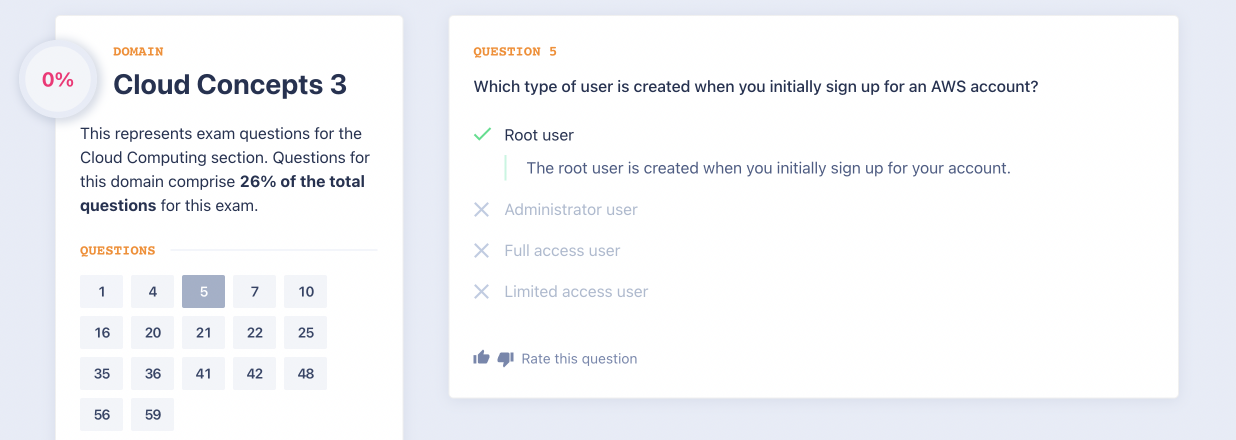 0%
DOMAIN
Cloud Concepts 3
This represents exam questions for the
Cloud Computing section. Questions for
this domain comprise 26% of the total
questions for this exam.
QUESTIONS
1 4 5 7 10
16 20 21 22 25
35 36 41 42 48
56 59
QUESTION 5
Which type of user is created when you initially sign up for an AWS account?
Root user
The root user is created when you initially sign up for your account.
Administrator user
Full access user
Limited access user
Rate this question